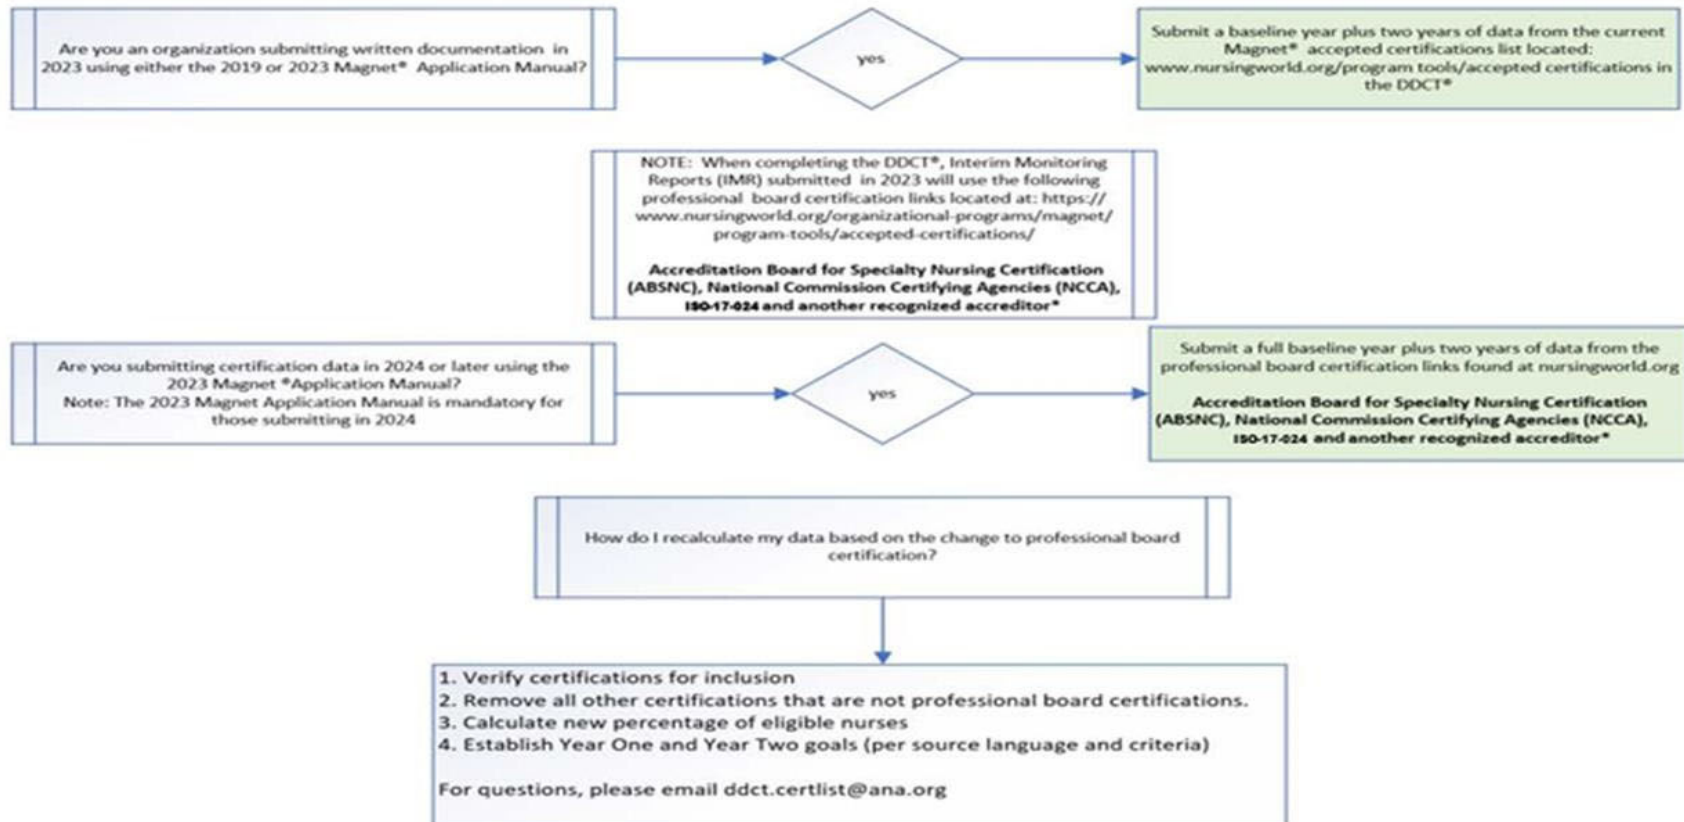 Are you an organization submitting written documentation in
2023 using either the 2019 or 2023 Magnet® Application Manual?
yes
Submit a baseline year plus two years of data from the current
Magnet® accepted certifications list located:
www.nursingworld.org/program tools/accepted certifications in
the DDCT®
NOTE: When completing the DDCT®, Interim Monitoring
Reports (IMR) submitted in 2023 will use the following
professional board certification links located at: https://
www.nursingworld.org/organizational-programs/magnet/
program-tools/accepted-certifications/
Accreditation Board for Specialty Nursing Certification
(ABSNC), National Commission Certifying Agencies (NCCA),
ISO-17-024 and another recognized accreditor*
Are you submitting certification data in 2024 or later using the
2023 Magnet ®Application Manual?
Note: The 2023 Magnet Application Manual is mandatory for
those submitting in 2024
yes
Submit a full baseline year plus two years of data from the
professional board certification links found at nursingworld.org
Accreditation Board for Specialty Nursing Certification
(ABSNC), National Commission Certifying Agencies (NCCA),
ISO-17-024 and another recognized accreditor*
How do I recalculate my data based on the change to professional board
certification?
1. Verify certifications for inclusion
2. Remove all other certifications that are not professional board certifications.
3. Calculate new percentage of eligible nurses
4. Establish Year One and Year Two goals (per source language and criteria)
For questions, please email ddct.certlist@ana.org